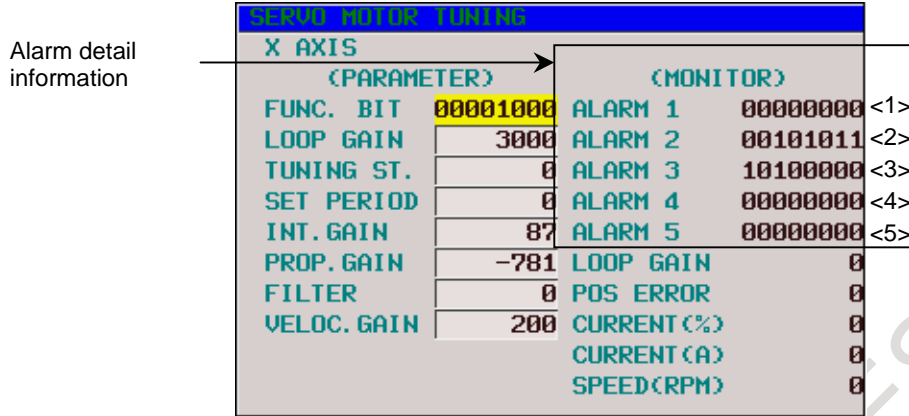 SERVO MOTOR TUNING
X AXIS
Alarm detail
information
(PARAMETER) (MONITOR)
FUNC. BIT 00001000 ALARM 1 00000000 <1>
LOOP GAIN 3000 ALARM 2 00101011 <2>
TUNING ST. 0 ALARM 3 10100000 <3>
SET PERIOD 0 ALARM 4 00000000 <4>
INT.GAIN 87 ALARM 5 00000000 <5>
PROP.GAIN -781 LOOP GAIN 0
FILTER 0 POS ERROR 0
VELOC.GAIN 200 CURRENT(%) 0
CURRENT(A) 0
SPEED(RPM) 0